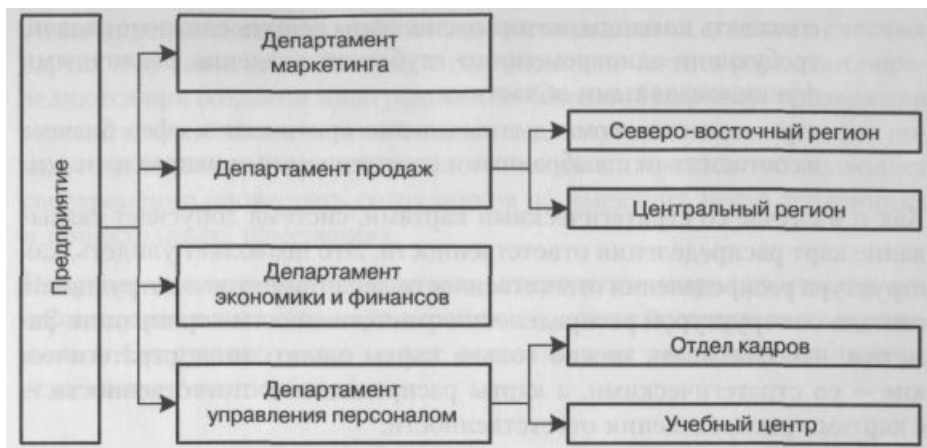 Предприятие
Департамент
маркетинга
Департамент продаж
Северо-восточный регион
Центральный регион
Департамент
экономики и финансов
Департамент
управления персоналом
Отдел кадров
Учебный центр